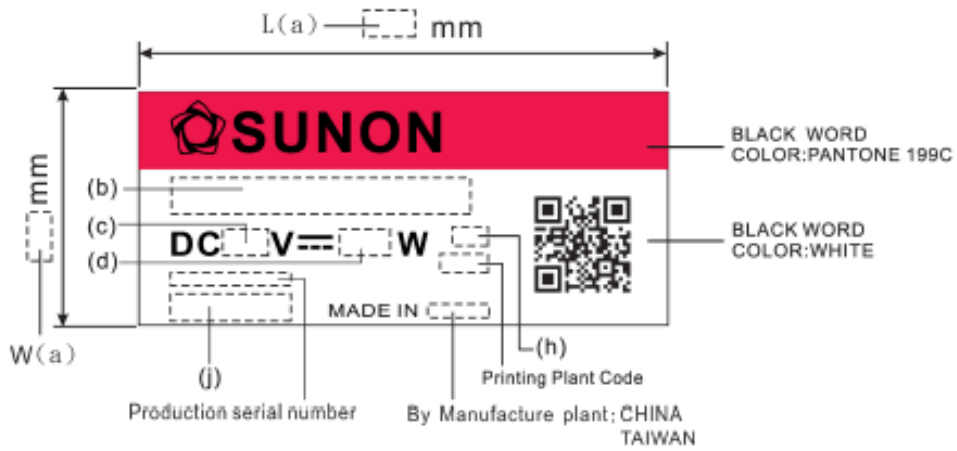 L(a) mm
SUNON
BLACK WORD
COLOR:PANTONE 199C
mm
W(a)
(b)
(c)
(d)
DC V W
BLACK WORD
COLOR:WHITE
MADE IN
(h)
(j)
Printing Plant Code
Production serial number
By Manufacture plant: CHINA
TAIWAN